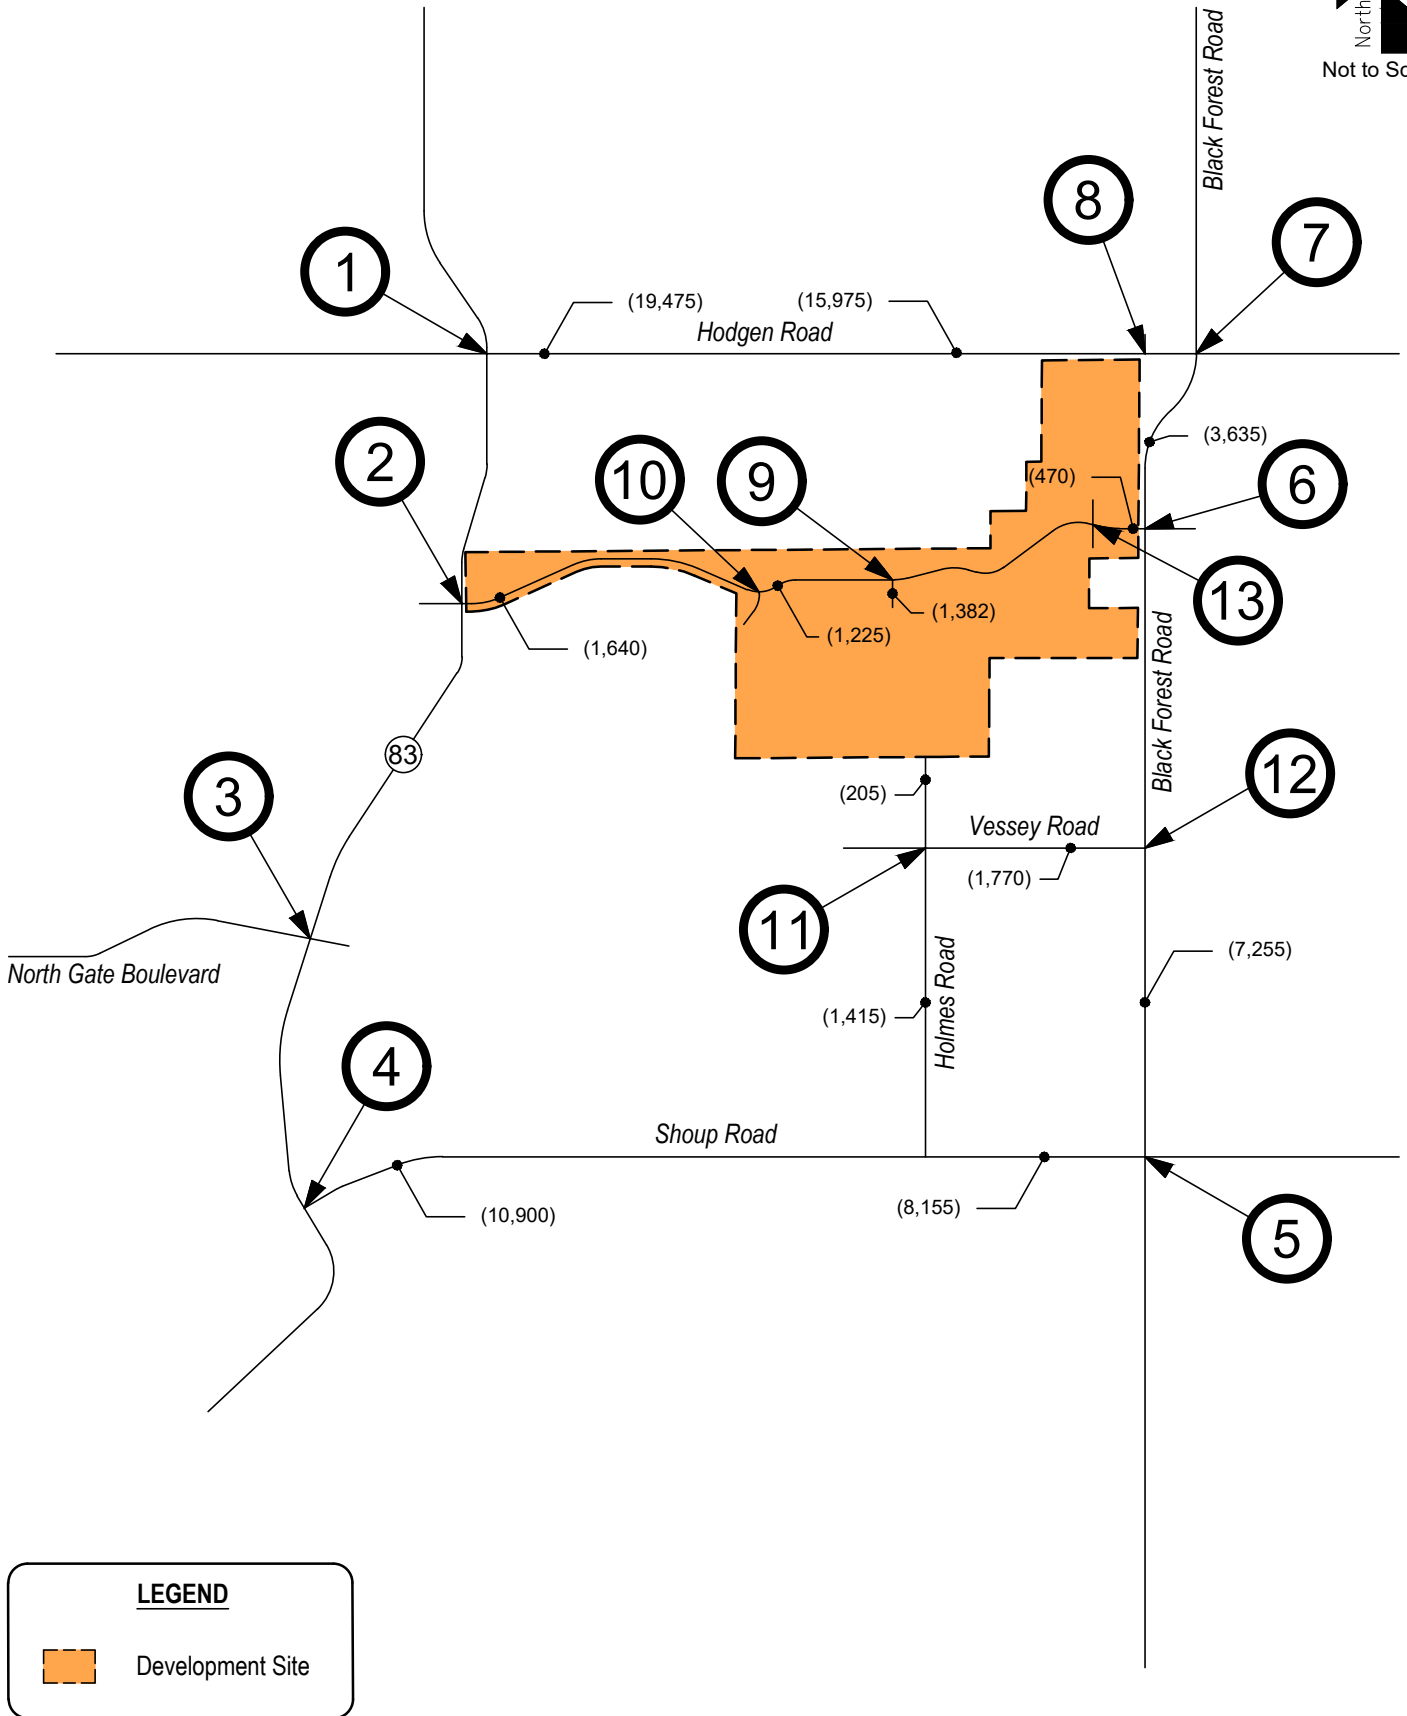 North
Not to Sc
Black Forest Road
8
7
1
(19,475)
(15,975)
Hodgen Road
(3,635)
2
10
9
(470)
6
13
(1,382)
(1,225)
(1,640)
Black Forest Road
83
3
12
(205)
Vessey Road
(1,770)
11
North Gate Boulevard
(7,255)
Holmes Road
(1,415)
4
Shoup Road
(10,900)
(8,155)
5
LEGEND
Development Site